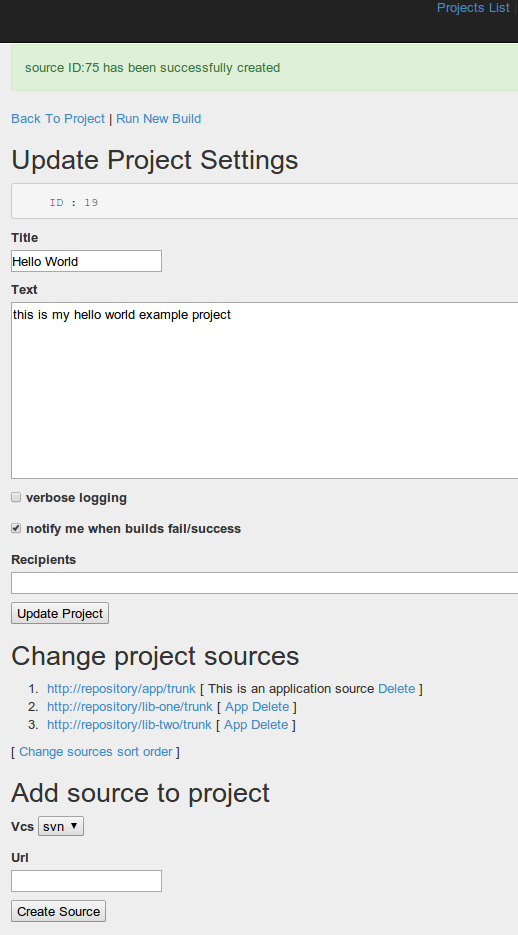 Projects List
source ID:75 has been successfully created
Back To Project | Run New Build
Update Project Settings
ID : 19
Title
Hello World
Text
this is my hello world example project
verbose logging
notify me when builds fail/success
Recipients
Update Project
Change project sources
1. http://repository/app/trunk [ This is an application source Delete ]
2. http://repository/lib-one/trunk [ App Delete ]
3. http://repository/lib-two/trunk [ App Delete ]
[ Change sources sort order ]
Add source to project
Vcs svn
Url
Create Source